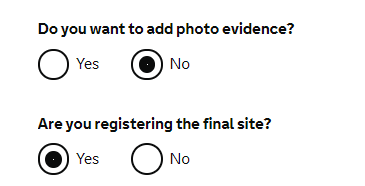 Do you want to add photo evidence?
Yes No
Are you registering the final site?
Yes No